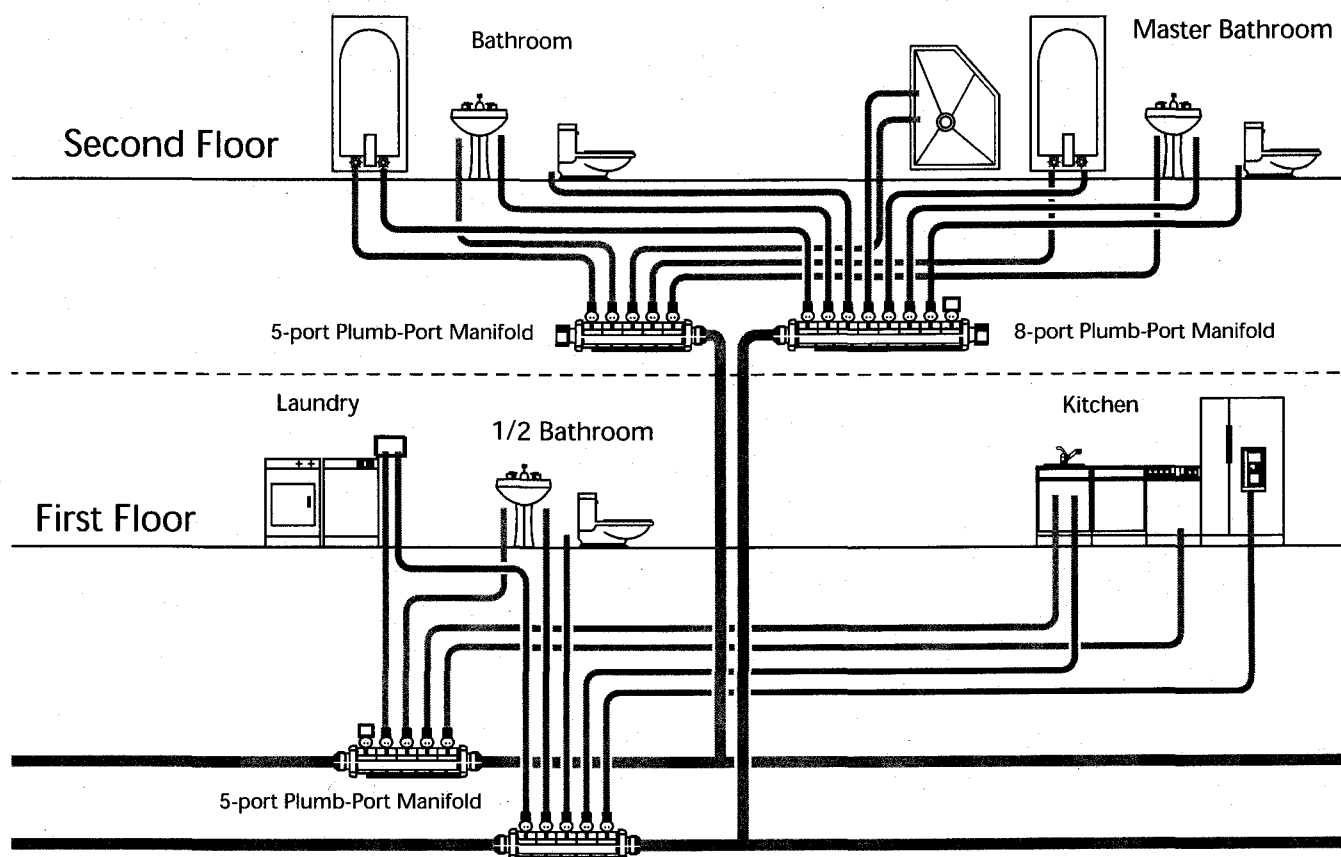 Bathroom
Master Bathroom
Second Floor
5-port Plumb-Port Manifold
8-port Plumb-Port Manifold
Laundry
1/2 Bathroom
Kitchen
First Floor
5-port Plumb-Port Manifold